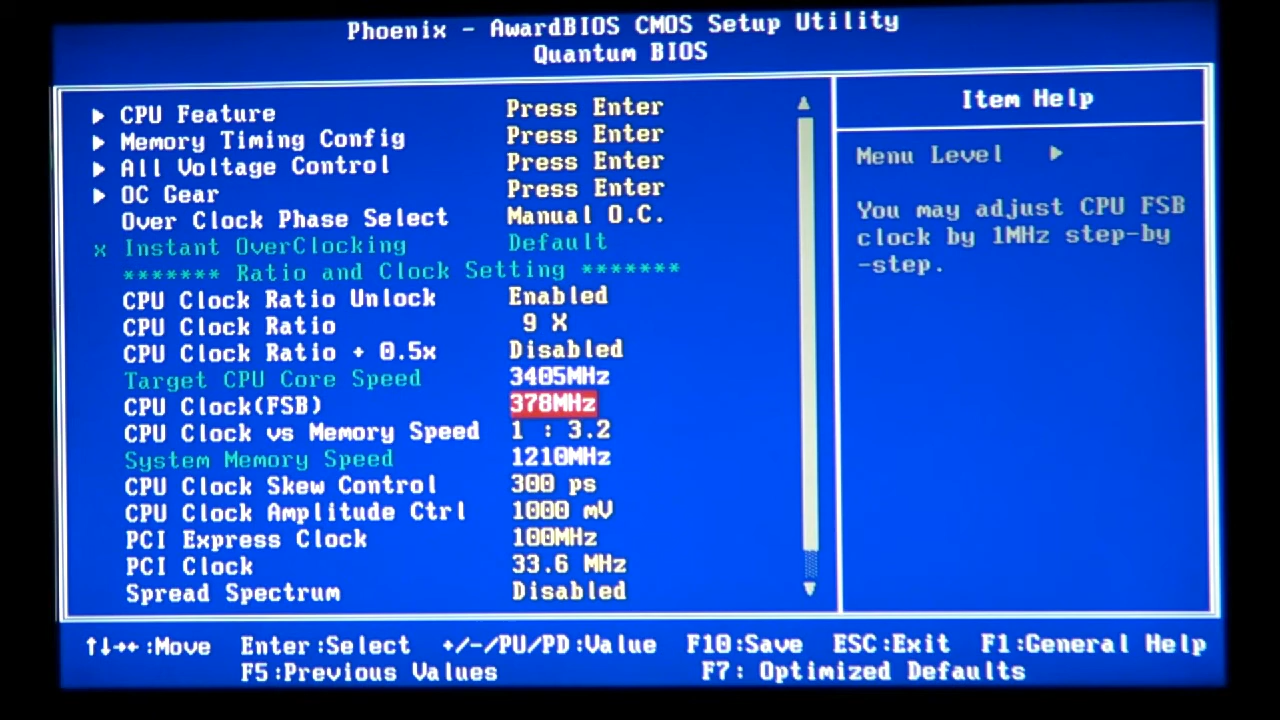 Phoenix - AwardBIOS CMOS Setup Utility
Quantum BIOS
CPU Feature Press Enter
Memory Timing Config Press Enter
All Voltage Control Press Enter
OC Gear Press Enter
Over Clock Phase Select Manual O.C.
x Instant OverClocking Default
******* Ratio and Clock Setting *******
CPU Clock Ratio Unlock Enabled
CPU Clock Ratio 9 X
CPU Clock Ratio + 0.5x Disabled
Target CPU Core Speed 3405MHz
CPU Clock(FSB) 378MHz
CPU Clock vs Memory Speed 1 : 3.2
System Memory Speed 1210MHz
CPU Clock Skew Control 300 ps
CPU Clock Amplitude Ctrl 1000 mV
PCI Express Clock 100MHz
PCI Clock 33.6 MHz
Spread Spectrum Disabled
Item Help
Menu Level
You may adjust CPU FSB
clock by 1MHz step-by
-step.
↑↓→←:Move Enter:Select +/-/PU/PD:Value F10:Save ESC:Exit F1:General Help
F5:Previous Values F7: Optimized Defaults